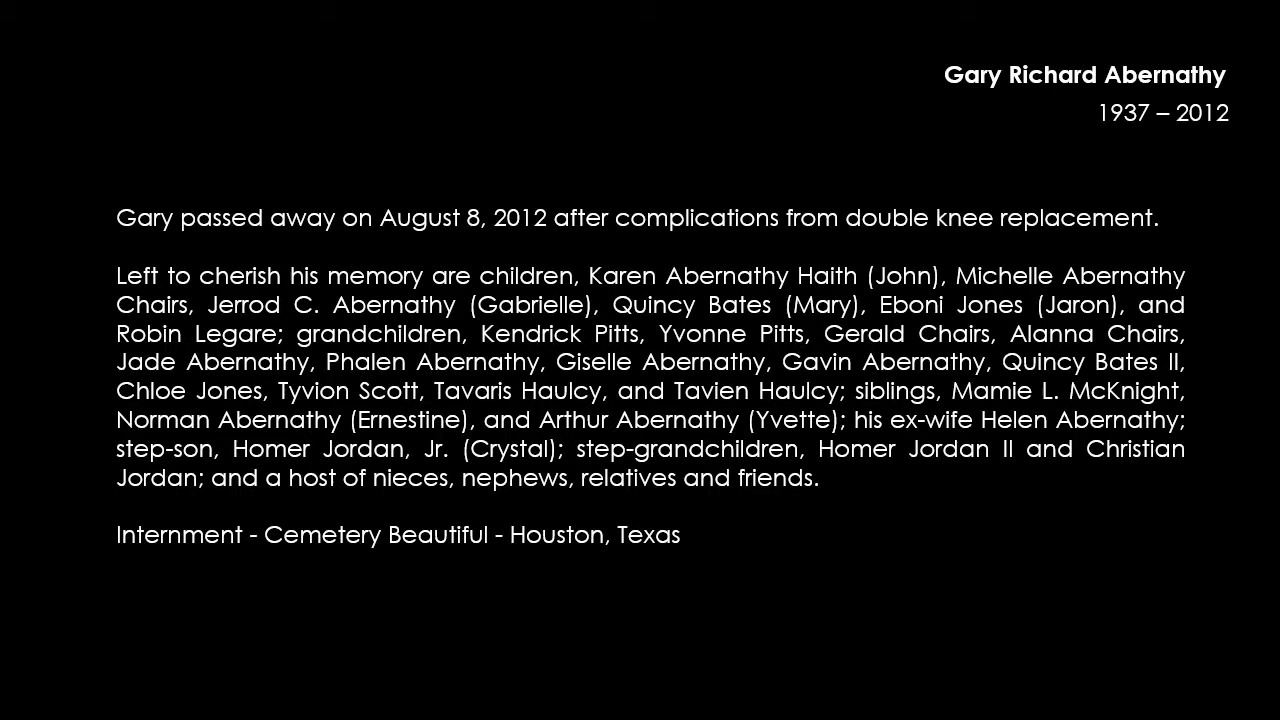 Gary Richard Abernathy
1937 – 2012
Gary passed away on August 8, 2012 after complications from double knee replacement.
Left to cherish his memory are children, Karen Abernathy Haith (John), Michelle Abernathy
Chairs, Jerrod C. Abernathy (Gabrielle), Quincy Bates (Mary), Eboni Jones (Jaron), and
Robin Legare; grandchildren, Kendrick Pitts, Yvonne Pitts, Gerald Chairs, Alanna Chairs,
Jade Abernathy, Phalen Abernathy, Giselle Abernathy, Gavin Abernathy, Quincy Bates II,
Chloe Jones, Tyvion Scott, Tavaris Haulcy, and Tavien Haulcy; siblings, Mamie L. McKnight,
Norman Abernathy (Ernestine), and Arthur Abernathy (Yvette); his ex-wife Helen Abernathy;
step-son, Homer Jordan, Jr. (Crystal); step-grandchildren, Homer Jordan II and Christian
Jordan; and a host of nieces, nephews, relatives and friends.
Internment - Cemetery Beautiful - Houston, Texas